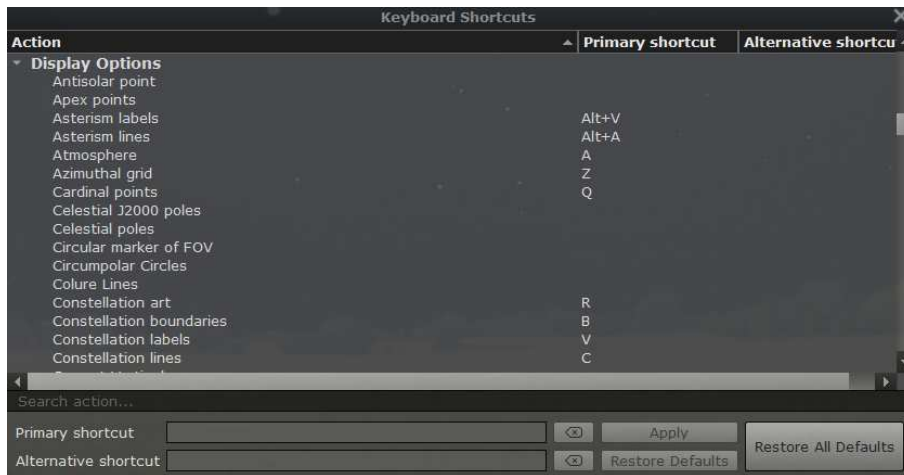 Keyboard Shortcuts
Action Primary shortcut Alternative shortcu
Display Options
Antisolar point
Apex points
Asterism labels Alt+V
Asterism lines Alt+A
Atmosphere A
Azimuthal grid Z
Cardinal points Q
Celestial J2000 poles
Celestial poles
Circular marker of FOV
Circumpolar Circles
Colure Lines
Constellation art R
Constellation boundaries B
Constellation labels V
Constellation lines C
Search action...
Primary shortcut Apply
Restore All Defaults
Alternative shortcut Restore Defaults